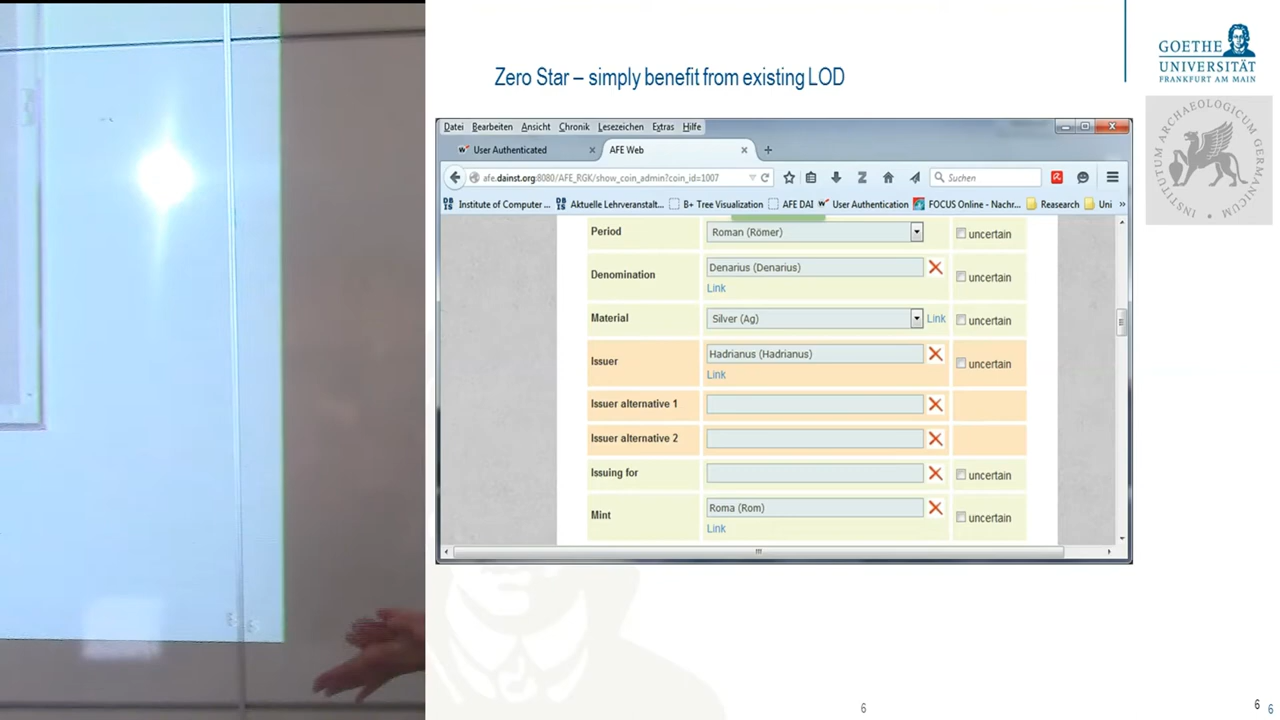 Zero Star – simply benefit from existing LOD
GOETHE
UNIVERSITÄT
FRANKFURT AM MAIN
INSTITUTUM ARCHAEOLOGICUM GERMANICUM
Datei Bearbeiten Ansicht Chronik Lesezeichen Extras Hilfe
User Authenticated × AFE Web × +
afe.dainst.org:8080/AFE_RGK/show_coin_admin?coin_id=1007 Suchen
Institute of Computer ... Aktuelle Lehrveranstalt... B+ Tree Visualization AFE DAI User Authentication FOCUS Online - Nachr... Reasearch Uni »
Period Roman (Römer) uncertain
Denomination Denarius (Denarius) uncertain
Link
Material Silver (Ag) Link uncertain
Issuer Hadrianus (Hadrianus) uncertain
Link
Issuer alternative 1
Issuer alternative 2
Issuing for uncertain
Mint Roma (Rom) uncertain
Link
6
6
6